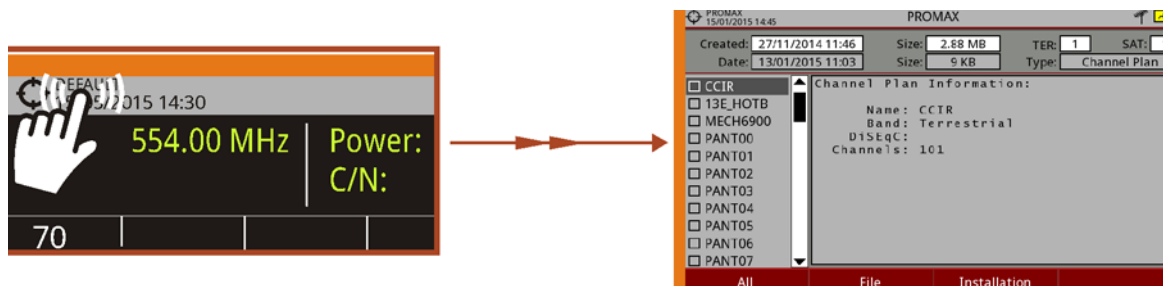 DEFAULT
2015 14:30
554.00 MHz
Power:
C/N:
70
PROMAX
15/01/2015 14:45
PROMAX
Created: 27/11/2014 11:46 Size: 2.88 MB TER: 1 SAT:
Date: 13/01/2015 11:03 Size: 9 KB Type: Channel Plan
CCIR
13E_HOTB
MECH6900
PANT00
PANT01
PANT02
PANT03
PANT04
PANT05
PANT06
PANT07
Channel Plan Information:
Name: CCIR
Band: Terrestrial
DiSEqC:
Channels: 101
All File Installation